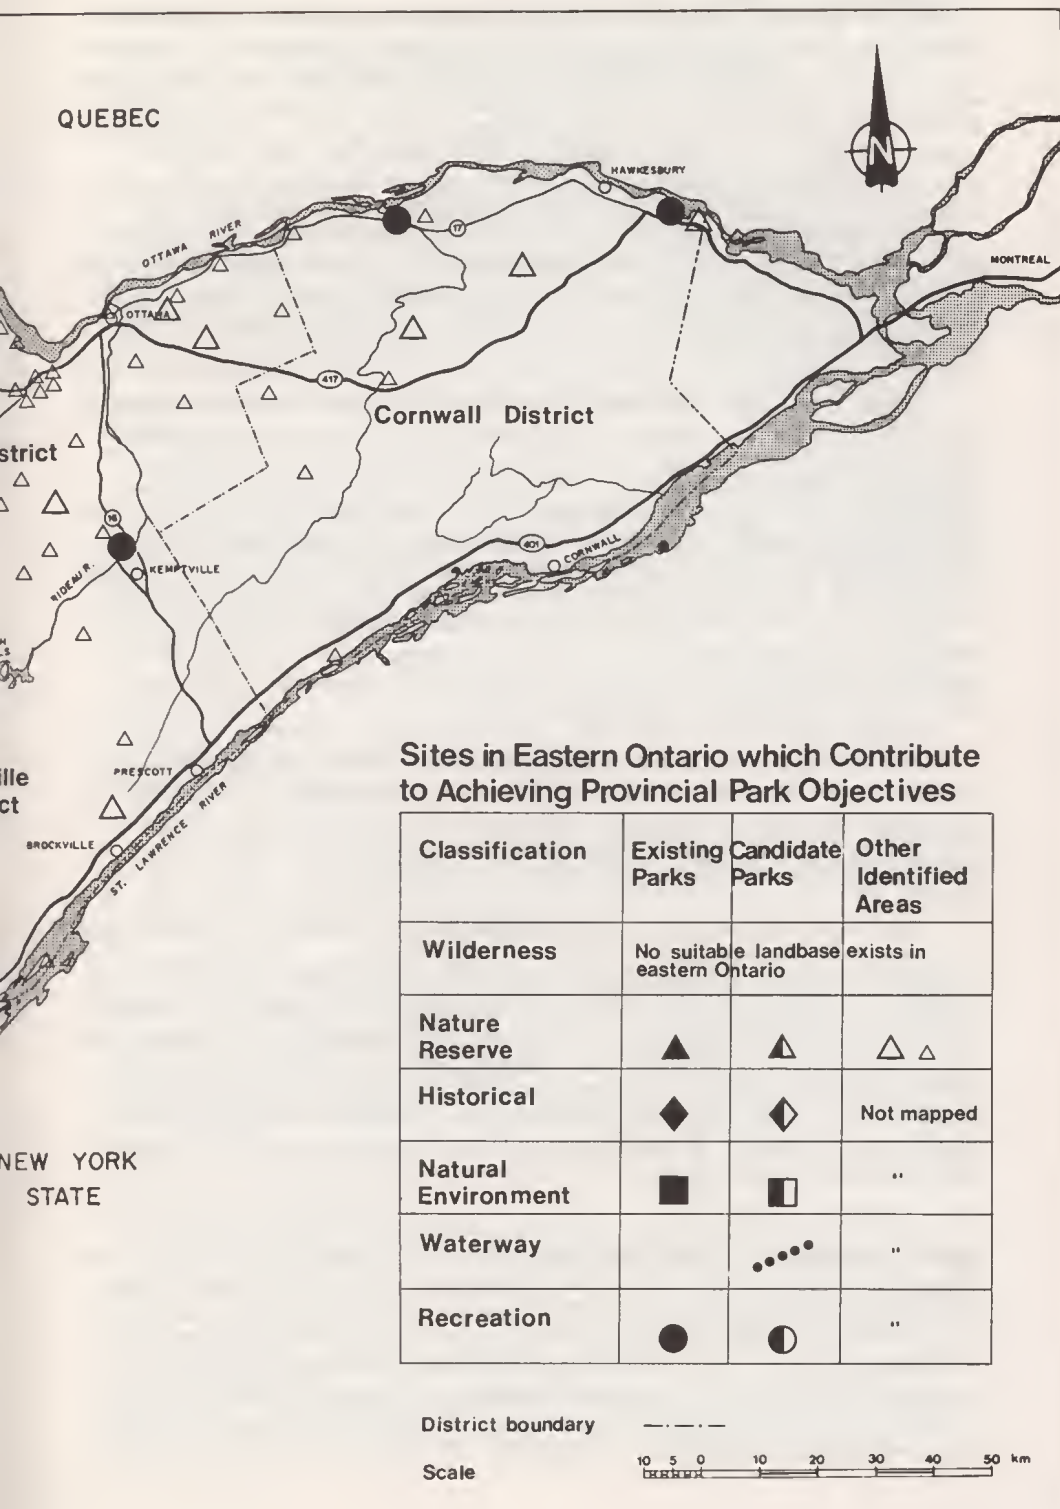 QUEBEC
N
HAWKESBURY
OTTAWA RIVER
17
MONTREAL
OTTAWA
417
Cornwall District
strict
16
401
CORNWALL
KEMPTVILLE
RIDEAU R.
PRESCOTT
ille
ct
BROCKVILLE
ST. LAWRENCE RIVER
Sites in Eastern Ontario which Contribute
to Achieving Provincial Park Objectives
Classification Existing Parks Candidate Parks Other Identified Areas
Wilderness No suitable landbase exists in
eastern Ontario
Nature
Reserve
Historical Not mapped
Natural
Environment "
Waterway "
Recreation "
NEW YORK
STATE
District boundary
Scale 10 5 0 10 20 30 40 50 km